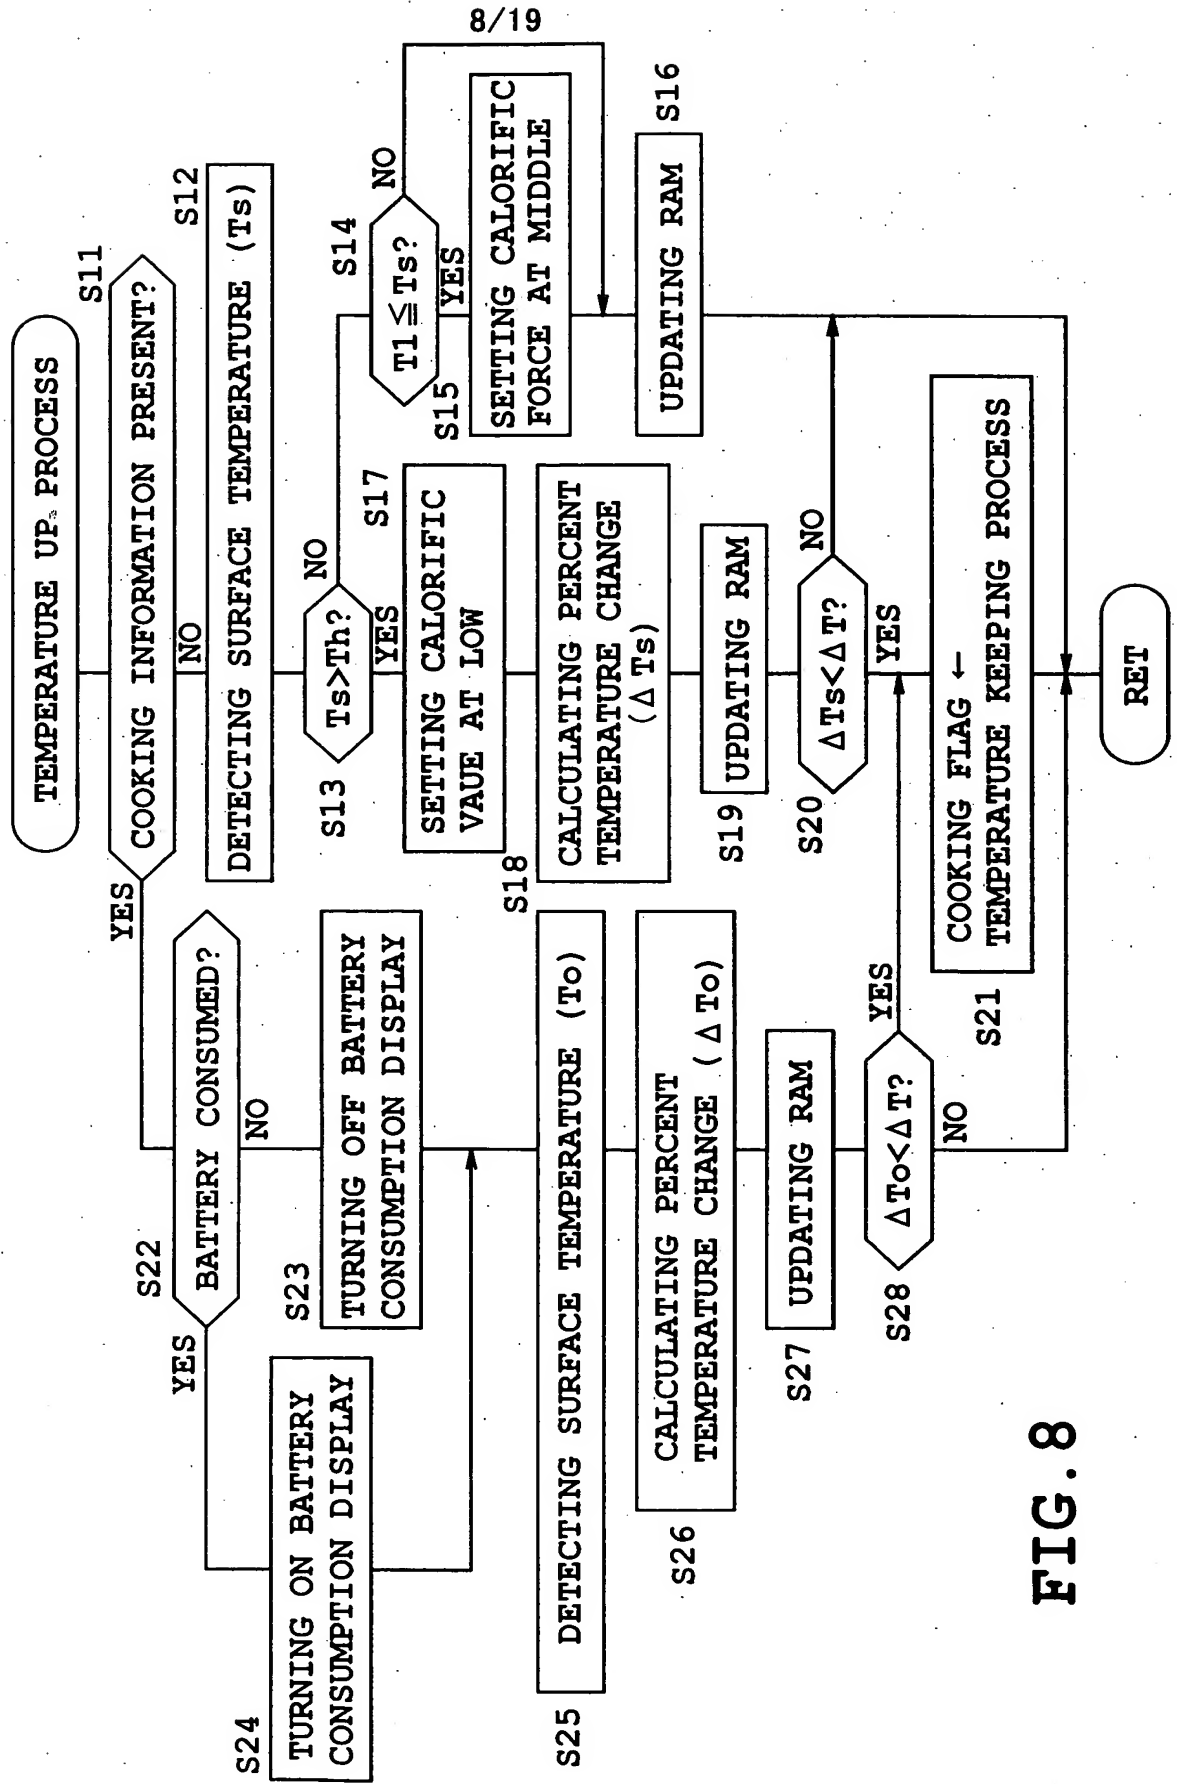 8/19
TEMPERATURE UP PROCESS
S11
COOKING INFORMATION PRESENT?
YES
NO
S12
DETECTING SURFACE TEMPERATURE (Ts)
S13
Ts>Th?
NO
YES
S14
T1≦Ts?
NO
YES
S15
SETTING CALORIFIC
FORCE AT MIDDLE
S16
UPDATING RAM
S17
SETTING CALORIFIC
VAUE AT LOW
S18
CALCULATING PERCENT
TEMPERATURE CHANGE
(ΔTs)
S19
UPDATING RAM
S20
ΔTs<ΔT?
NO
YES
S21
COOKING FLAG ←
TEMPERATURE KEEPING PROCESS
RET
S22
BATTERY CONSUMED?
YES
NO
S23
TURNING OFF BATTERY
CONSUMPTION DISPLAY
S24
TURNING ON BATTERY
CONSUMPTION DISPLAY
S25
DETECTING SURFACE TEMPERATURE (To)
S26
CALCULATING PERCENT
TEMPERATURE CHANGE (ΔTo)
S27
UPDATING RAM
S28
ΔTo<ΔT?
YES
NO
FIG.8